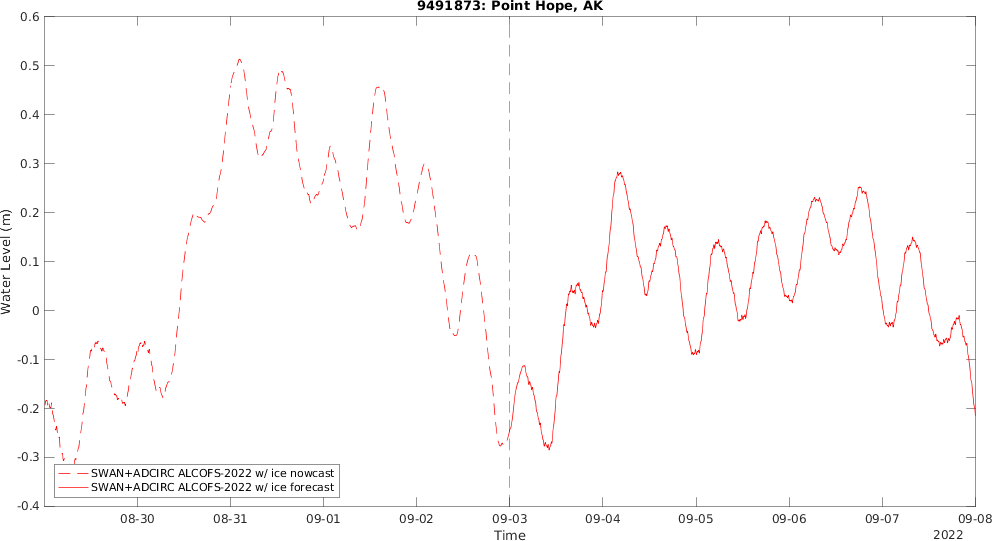 9491873: Point Hope, AK
0.6
0.5
0.4
0.3
0.2
0.1
0
-0.1
-0.2
-0.3
-0.4
Water Level (m)
SWAN+ADCIRC ALCOFS-2022 w/ ice nowcast
SWAN+ADCIRC ALCOFS-2022 w/ ice forecast
08-30 08-31 09-01 09-02 09-03 09-04 09-05 09-06 09-07 09-08
Time
2022